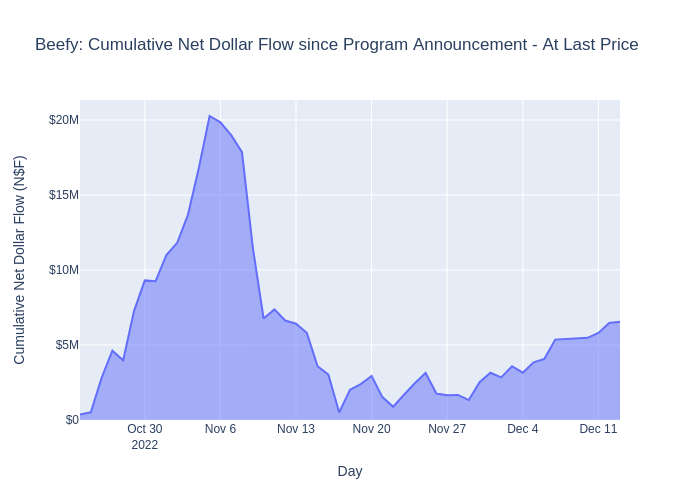 Beefy: Cumulative Net Dollar Flow since Program Announcement - At Last Price
Cumulative Net Dollar Flow (N$F)
$20M
$15M
$10M
$5M
$0
Oct 30
2022
Nov 6
Nov 13
Nov 20
Nov 27
Dec 4
Dec 11
Day